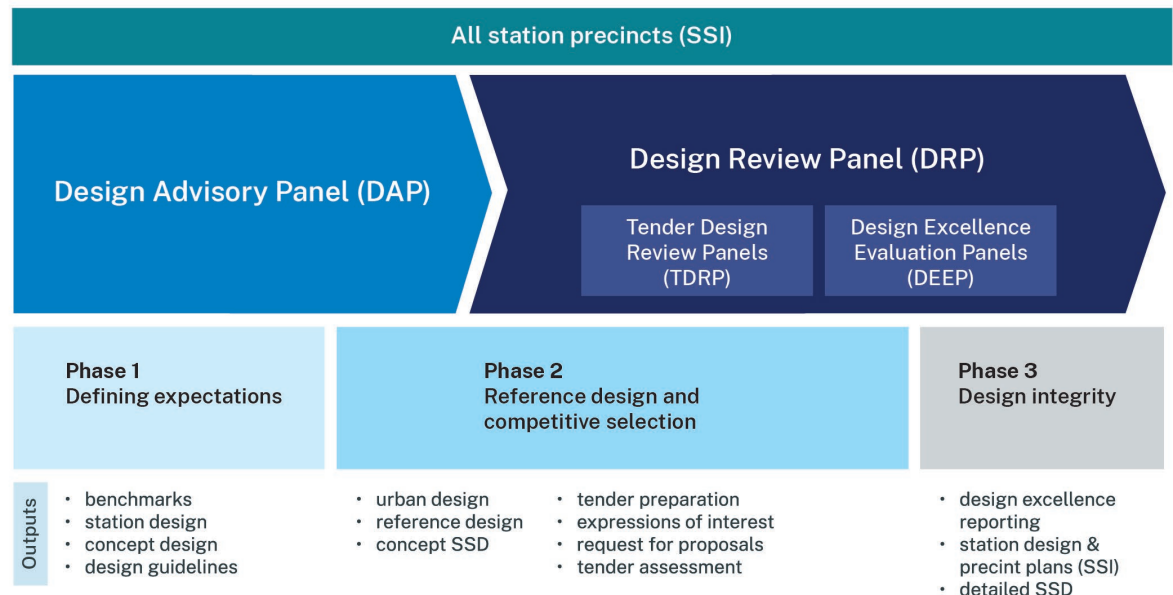 All station precincts (SSI)
Design Advisory Panel (DAP)
Design Review Panel (DRP)
Tender Design
Review Panels
(TDRP)
Design Excellence
Evaluation Panels
(DEEP)
Phase 1
Defining expectations
Phase 2
Reference design and
competitive selection
Phase 3
Design integrity
Outputs
• benchmarks
• station design
• concept design
• design guidelines
• urban design
• reference design
• concept SSD
• tender preparation
• expressions of interest
• request for proposals
• tender assessment
• design excellence
reporting
• station design &
precint plans (SSI)
• detailed SSD